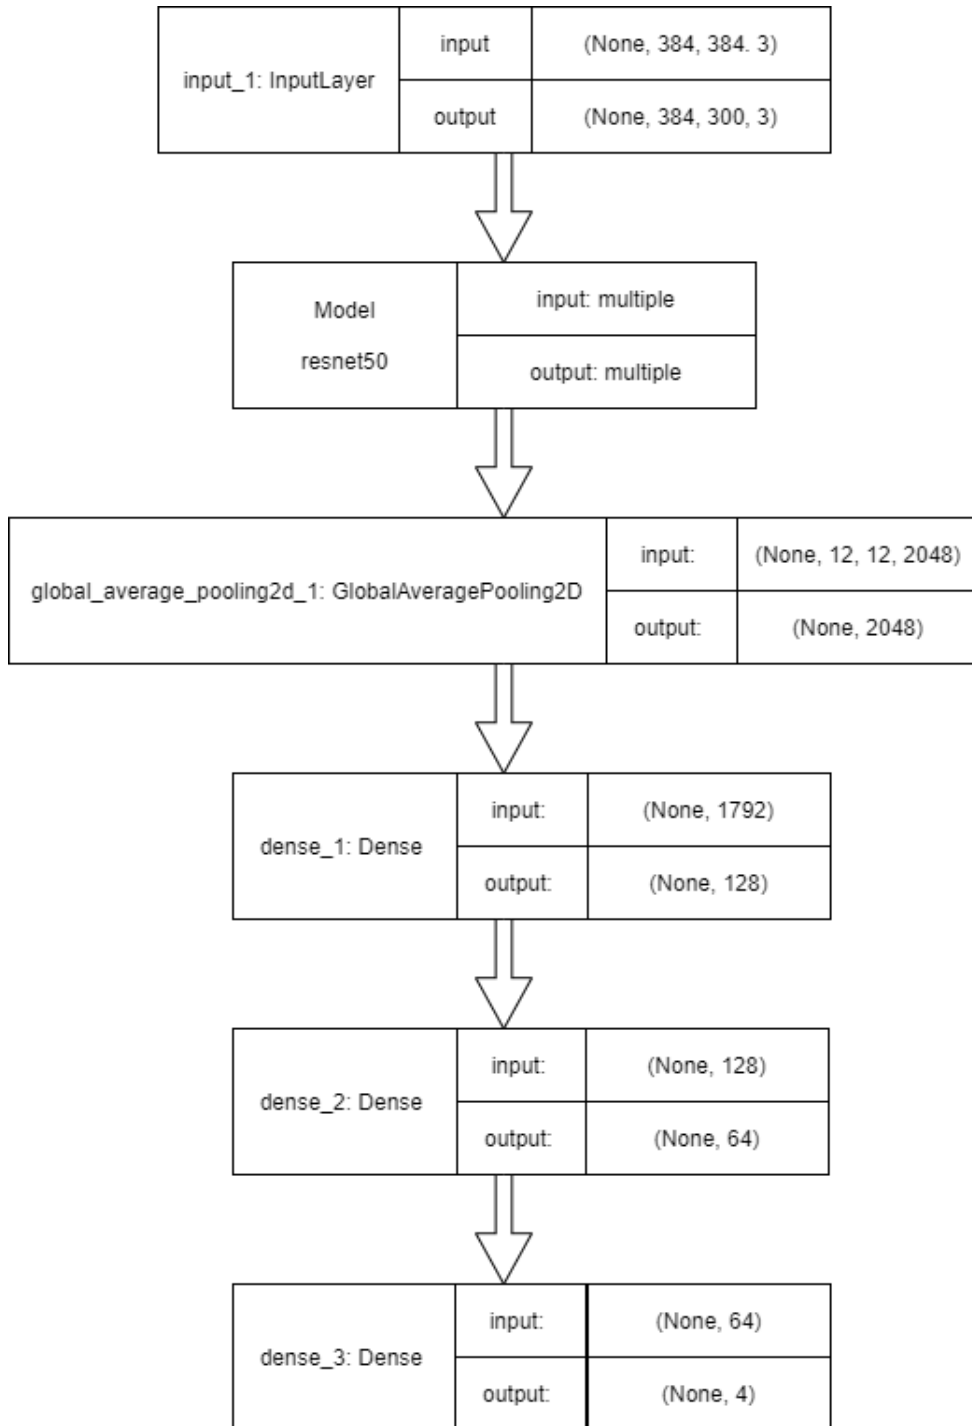 input_1: InputLayer
input
(None, 384, 384. 3)
output
(None, 384, 300, 3)
Model
resnet50
input: multiple
output: multiple
global_average_pooling2d_1: GlobalAveragePooling2D
input:
(None, 12, 12, 2048)
output:
(None, 2048)
dense_1: Dense
input:
(None, 1792)
output:
(None, 128)
dense_2: Dense
input:
(None, 128)
output:
(None, 64)
dense_3: Dense
input:
(None, 64)
output:
(None, 4)